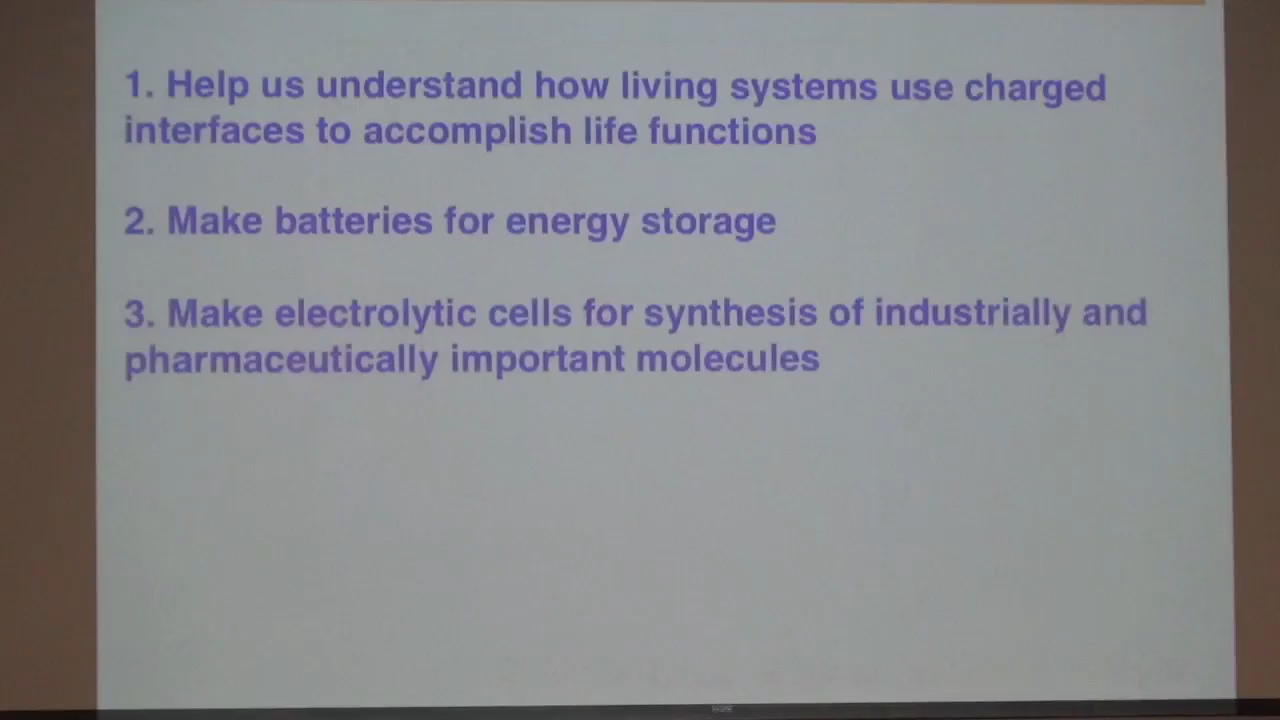 1. Help us understand how living systems use charged
interfaces to accomplish life functions
2. Make batteries for energy storage
3. Make electrolytic cells for synthesis of industrially and
pharmaceutically important molecules